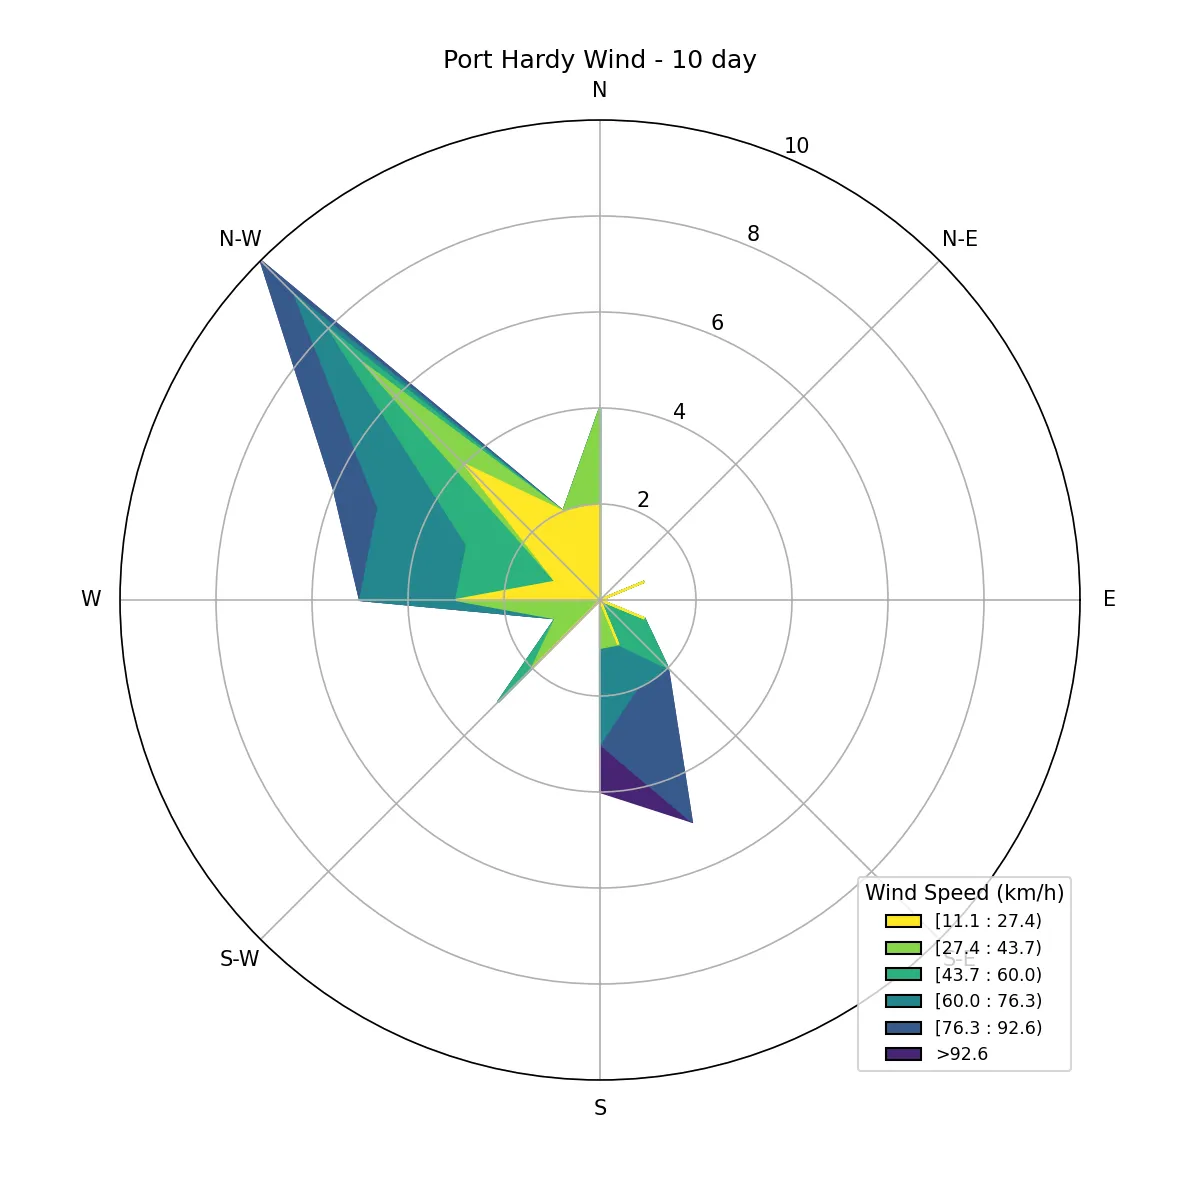 Port Hardy Wind - 10 day
N
10
N-W
8
N-E
6
4
2
W
E
S-W
S-E
S
Wind Speed (km/h)
[11.1 : 27.4)
[27.4 : 43.7)
[43.7 : 60.0)
[60.0 : 76.3)
[76.3 : 92.6)
>92.6